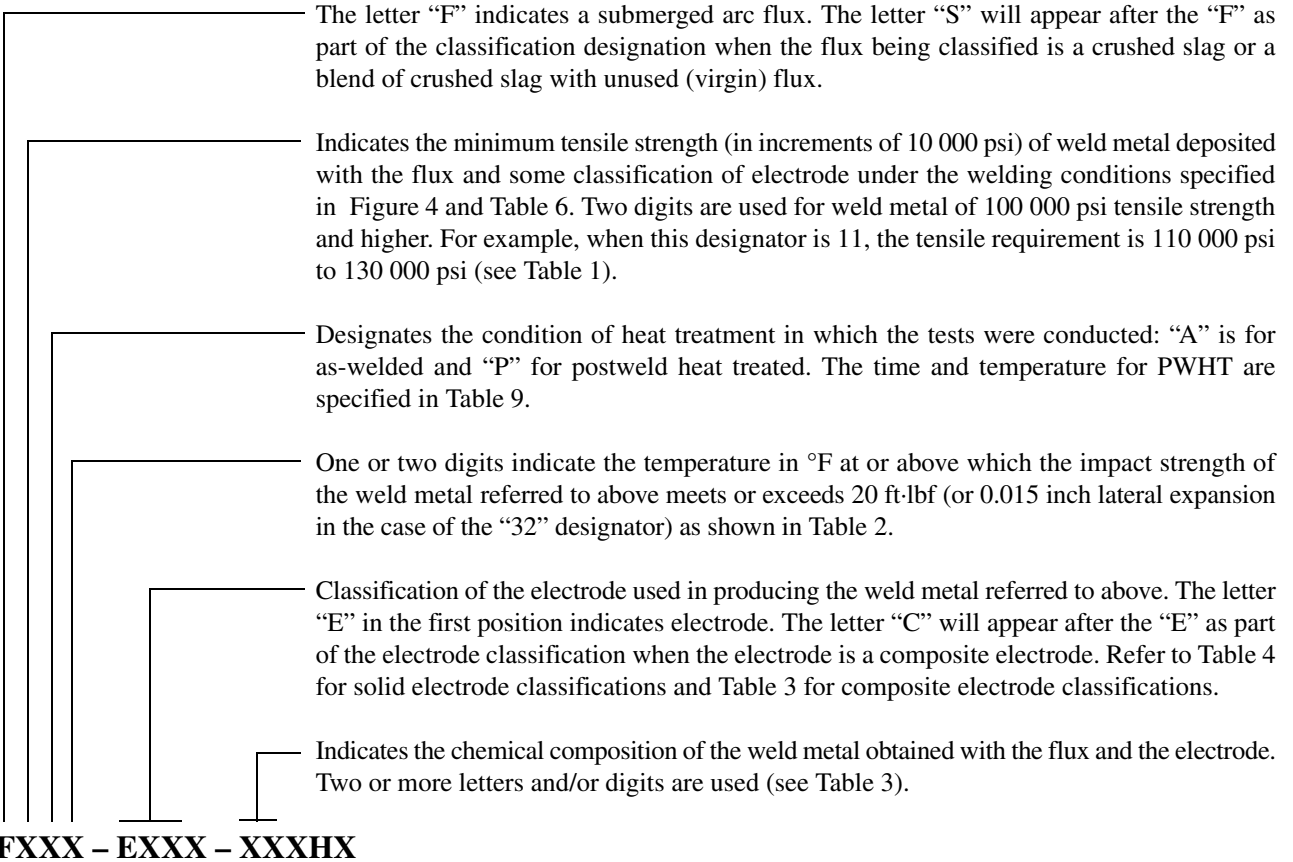 The letter “F” indicates a submerged arc flux. The letter “S” will appear after the “F” as
part of the classification designation when the flux being classified is a crushed slag or a
blend of crushed slag with unused (virgin) flux.
Indicates the minimum tensile strength (in increments of 10 000 psi) of weld metal deposited
with the flux and some classification of electrode under the welding conditions specified
in Figure 4 and Table 6. Two digits are used for weld metal of 100 000 psi tensile strength
and higher. For example, when this designator is 11, the tensile requirement is 110 000 psi
to 130 000 psi (see Table 1).
Designates the condition of heat treatment in which the tests were conducted: “A” is for
as-welded and “P” for postweld heat treated. The time and temperature for PWHT are
specified in Table 9.
One or two digits indicate the temperature in °F at or above which the impact strength of
the weld metal referred to above meets or exceeds 20 ft·lbf (or 0.015 inch lateral expansion
in the case of the “32” designator) as shown in Table 2.
Classification of the electrode used in producing the weld metal referred to above. The letter
“E” in the first position indicates electrode. The letter “C” will appear after the “E” as part
of the electrode classification when the electrode is a composite electrode. Refer to Table 4
for solid electrode classifications and Table 3 for composite electrode classifications.
Indicates the chemical composition of the weld metal obtained with the flux and the electrode.
Two or more letters and/or digits are used (see Table 3).
FXXX – EXXX – XXXHX